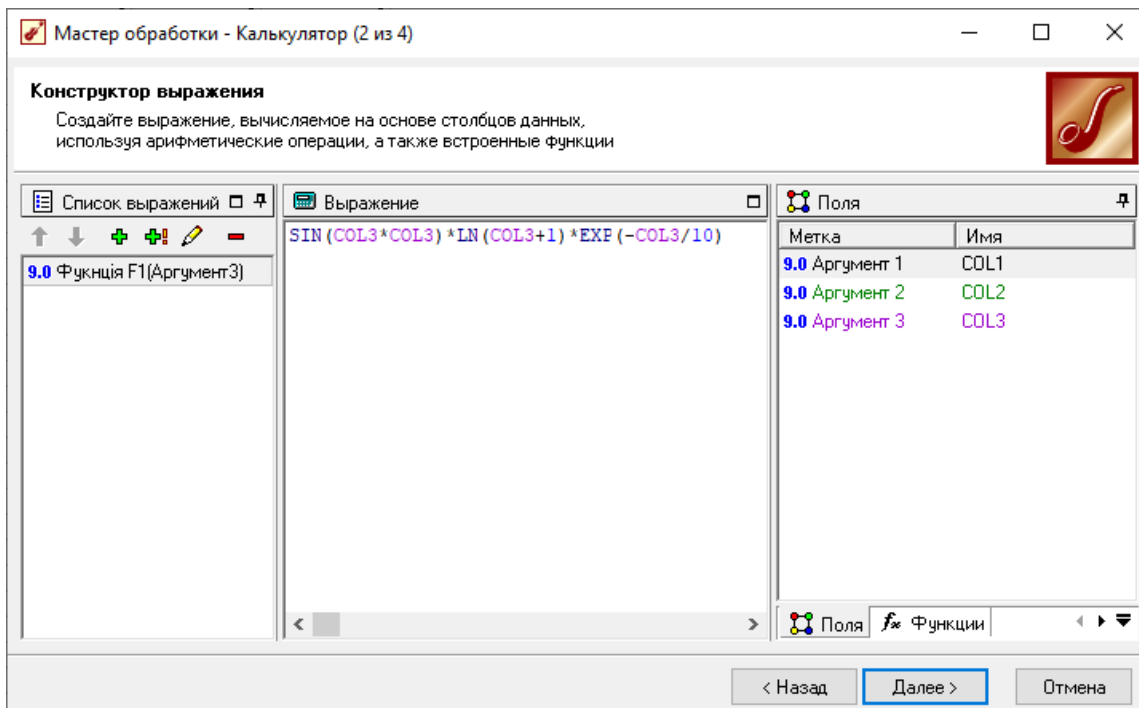 Мастер обработки - Калькулятор (2 из 4)
Конструктор выражения
Создайте выражение, вычисляемое на основе столбцов данных,
используя арифметические операции, а также встроенные функции
Список выражений
9.0 Фукнція F1(Аргумент3)
Выражение
SIN(COL3*COL3)*LN(COL3+1)*EXP(-COL3/10)
Поля
Метка Имя
9.0 Аргумент 1 COL1
9.0 Аргумент 2 COL2
9.0 Аргумент 3 COL3
Поля fx Функции
< Назад Далее > Отмена